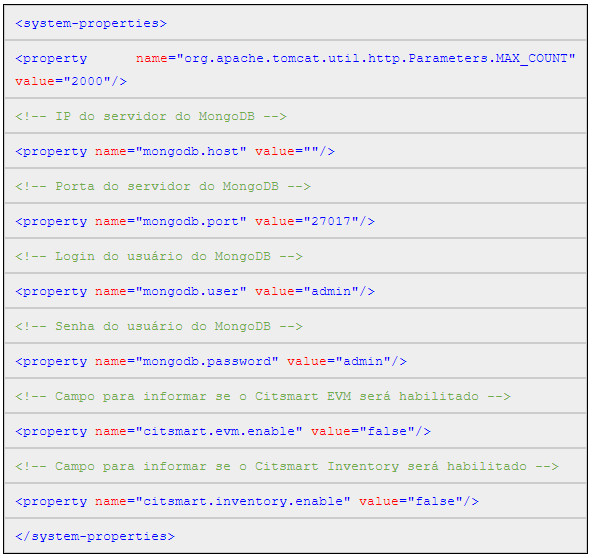 <system-properties>
<property name="org.apache.tomcat.util.http.Parameters.MAX_COUNT"
value="2000"/>
<!-- IP do servidor do MongoDB -->
<property name="mongodb.host" value=""/>
<!-- Porta do servidor do MongoDB -->
<property name="mongodb.port" value="27017"/>
<!-- Login do usuário do MongoDB -->
<property name="mongodb.user" value="admin"/>
<!-- Senha do usuário do MongoDB -->
<property name="mongodb.password" value="admin"/>
<!-- Campo para informar se o Citsmart EVM será habilitado -->
<property name="citsmart.evm.enable" value="false"/>
<!-- Campo para informar se o Citsmart Inventory será habilitado -->
<property name="citsmart.inventory.enable" value="false"/>
</system-properties>